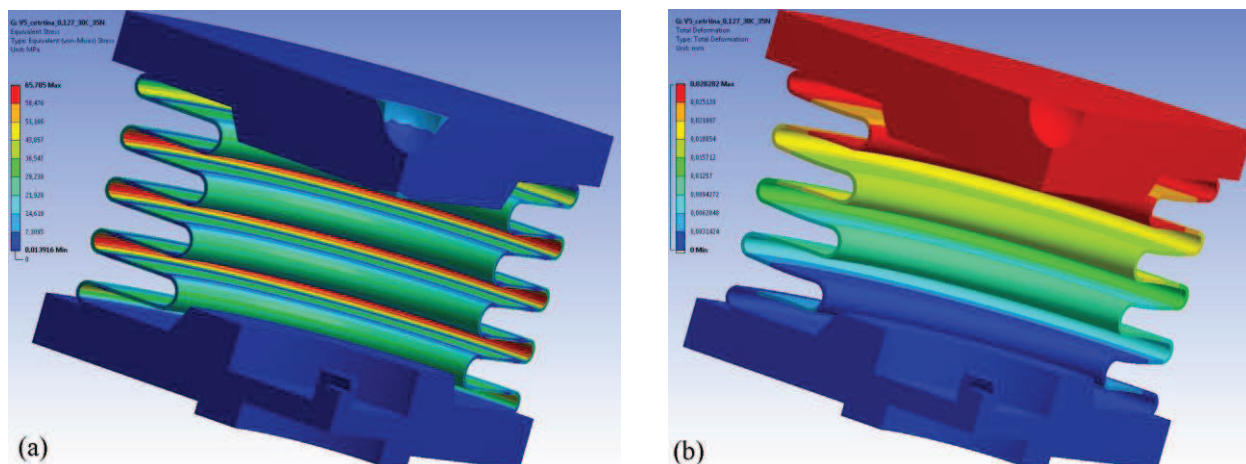 G: V5_cetrtina_0,127_30C_35N
Equivalent Stress
Type: Equivalent (von-Mises) Stress
Unit: MPa
65,785 Max
58,476
51,166
43,857
36,547
29,238
21,928
14,619
7,3095
0,013916 Min
0
(a)
G: V5_cetrtina_0,127_30C_35N
Total Deformation
Type: Total Deformation
Unit: mm
0,028282 Max
0,025139
0,021997
0,018854
0,015712
0,01257
0,0094272
0,0062848
0,0031424
0 Min
(b)